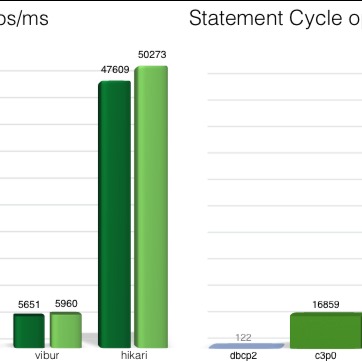 ps/ms
Statement Cycle o
50273
47609
5651
5960
16859
122
vibur
hikari
dbcp2
c3p0